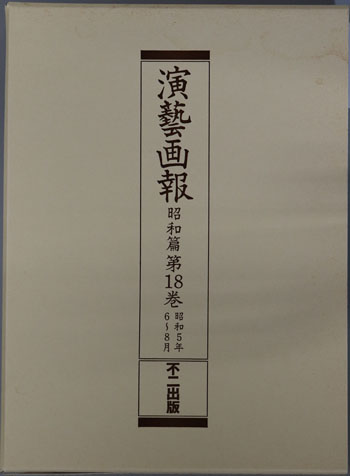 演藝画報
昭和篇 第18巻
昭和5年
6~8月
不二出版